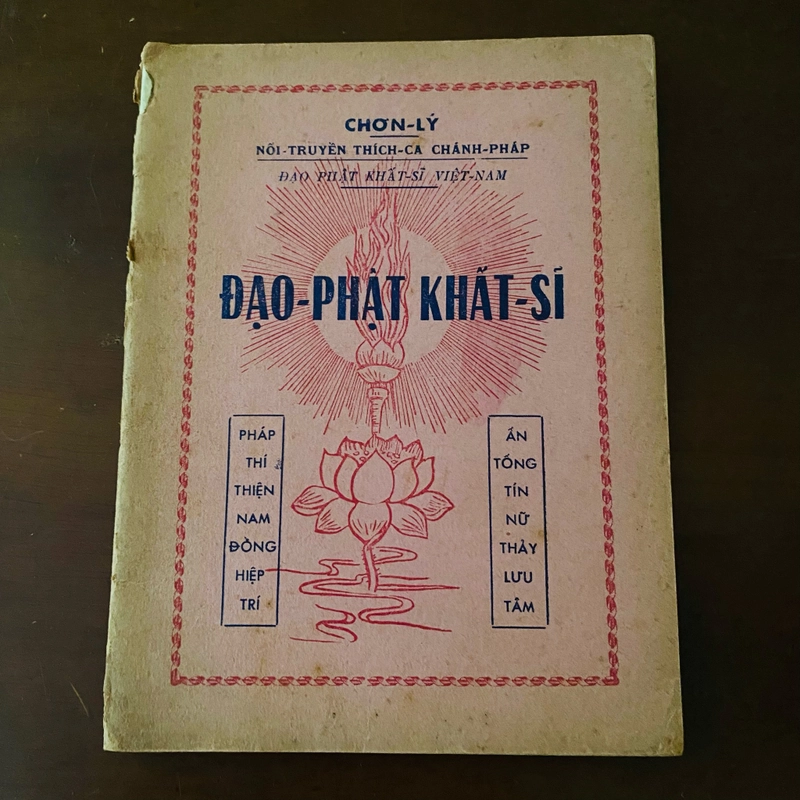 CHƠN-LÝ
NỐI-TRUYỀN THÍCH-CA CHÁNH-PHÁP
ĐẠO PHẬT KHẤT-SĨ VIỆT-NAM
ĐẠO-PHẬT KHẤT-SĨ
PHÁP
THÍ
THIỆN
NAM
ĐỒNG
HIỆP
TRÍ
ẤN
TỐNG
TÍN
NỮ
THẢY
LƯU
TÂM